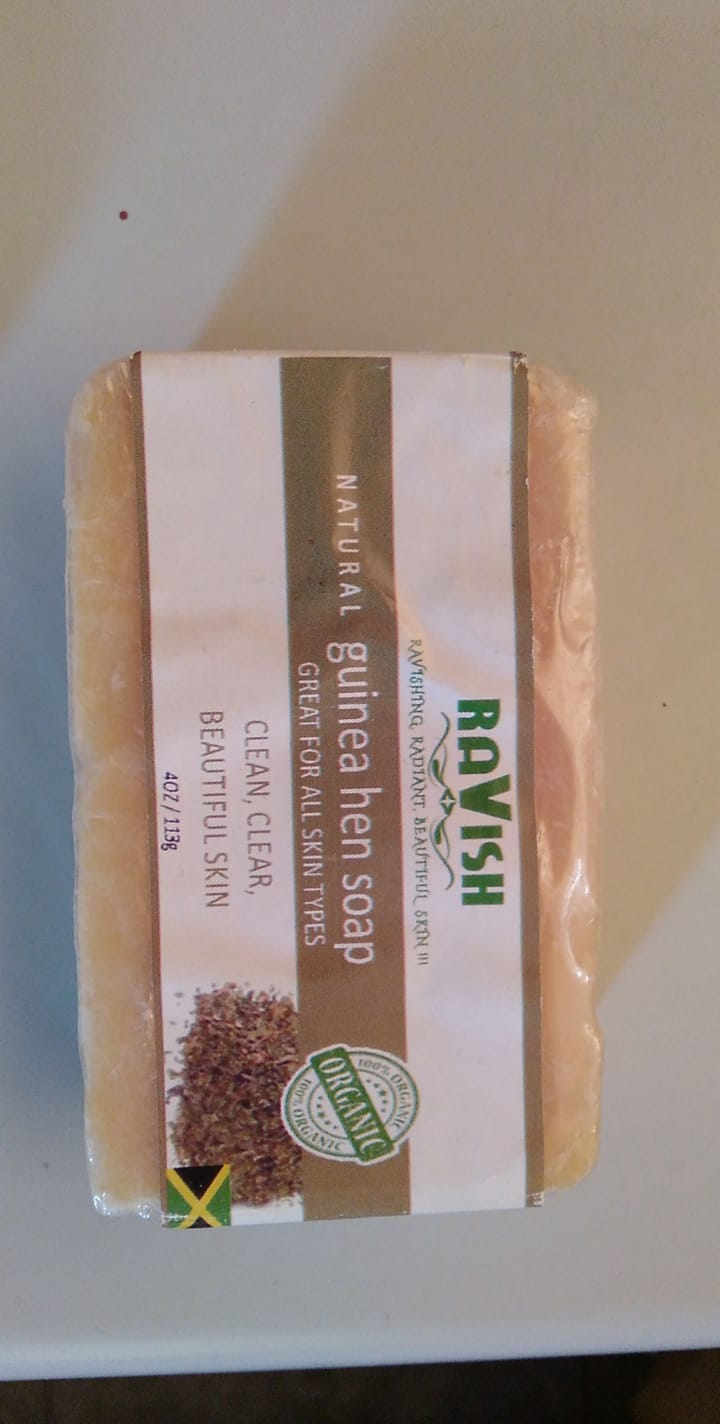 RAVISH
RAVISHING, RADIANT, BEAUTIFUL SKIN !!!
NATURAL guinea hen soap
GREAT FOR ALL SKIN TYPES
100% ORGANIC
ORGANIC
100% ORGANIC
CLEAN, CLEAR,
BEAUTIFUL SKIN
4OZ / 113g